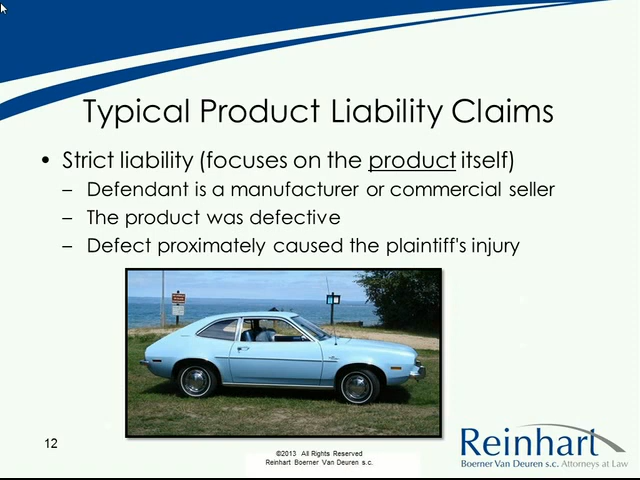 Typical Product Liability Claims
• Strict liability (focuses on the product itself)
– Defendant is a manufacturer or commercial seller
– The product was defective
– Defect proximately caused the plaintiff's injury
12
©2013 All Rights Reserved
Reinhart Boerner Van Deuren s.c.
Reinhart
Boerner Van Deuren s.c. Attorneys at Law